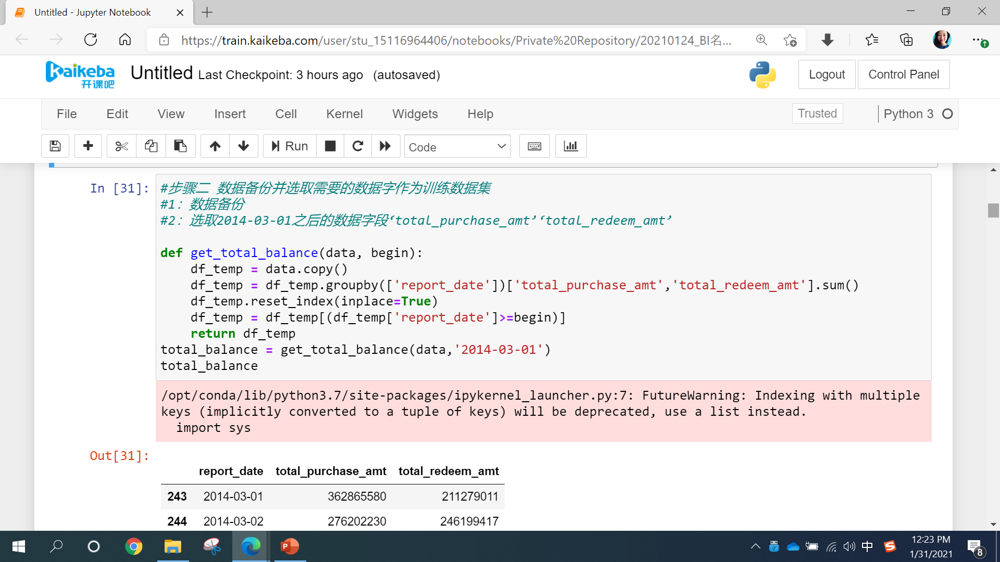 Untitled - Jupyter Notebook
https://train.kaikeba.com/user/stu_15116964406/notebooks/Private%20Repository/20210124_BI名...
Kaikeba
开课吧
Untitled Last Checkpoint: 3 hours ago (autosaved)
Logout
Control Panel
File Edit View Insert Cell Kernel Widgets Help
Trusted
Python 3
Run
Code
In [31]:
#步骤二 数据备份并选取需要的数据字作为训练数据集
#1：数据备份
#2：选取2014-03-01之后的数据字段‘total_purchase_amt’‘total_redeem_amt’
def get_total_balance(data, begin):
    df_temp = data.copy()
    df_temp = df_temp.groupby(['report_date'])['total_purchase_amt','total_redeem_amt'].sum()
    df_temp.reset_index(inplace=True)
    df_temp = df_temp[(df_temp['report_date']>=begin)]
    return df_temp
total_balance = get_total_balance(data,'2014-03-01')
total_balance
/opt/conda/lib/python3.7/site-packages/ipykernel_launcher.py:7: FutureWarning: Indexing with multiple
keys (implicitly converted to a tuple of keys) will be deprecated, use a list instead.
  import sys
Out[31]:
report_date total_purchase_amt total_redeem_amt
243 2014-03-01 362865580 211279011
244 2014-03-02 276202230 246199417
P
中
S
12:23 PM
1/31/2021
8